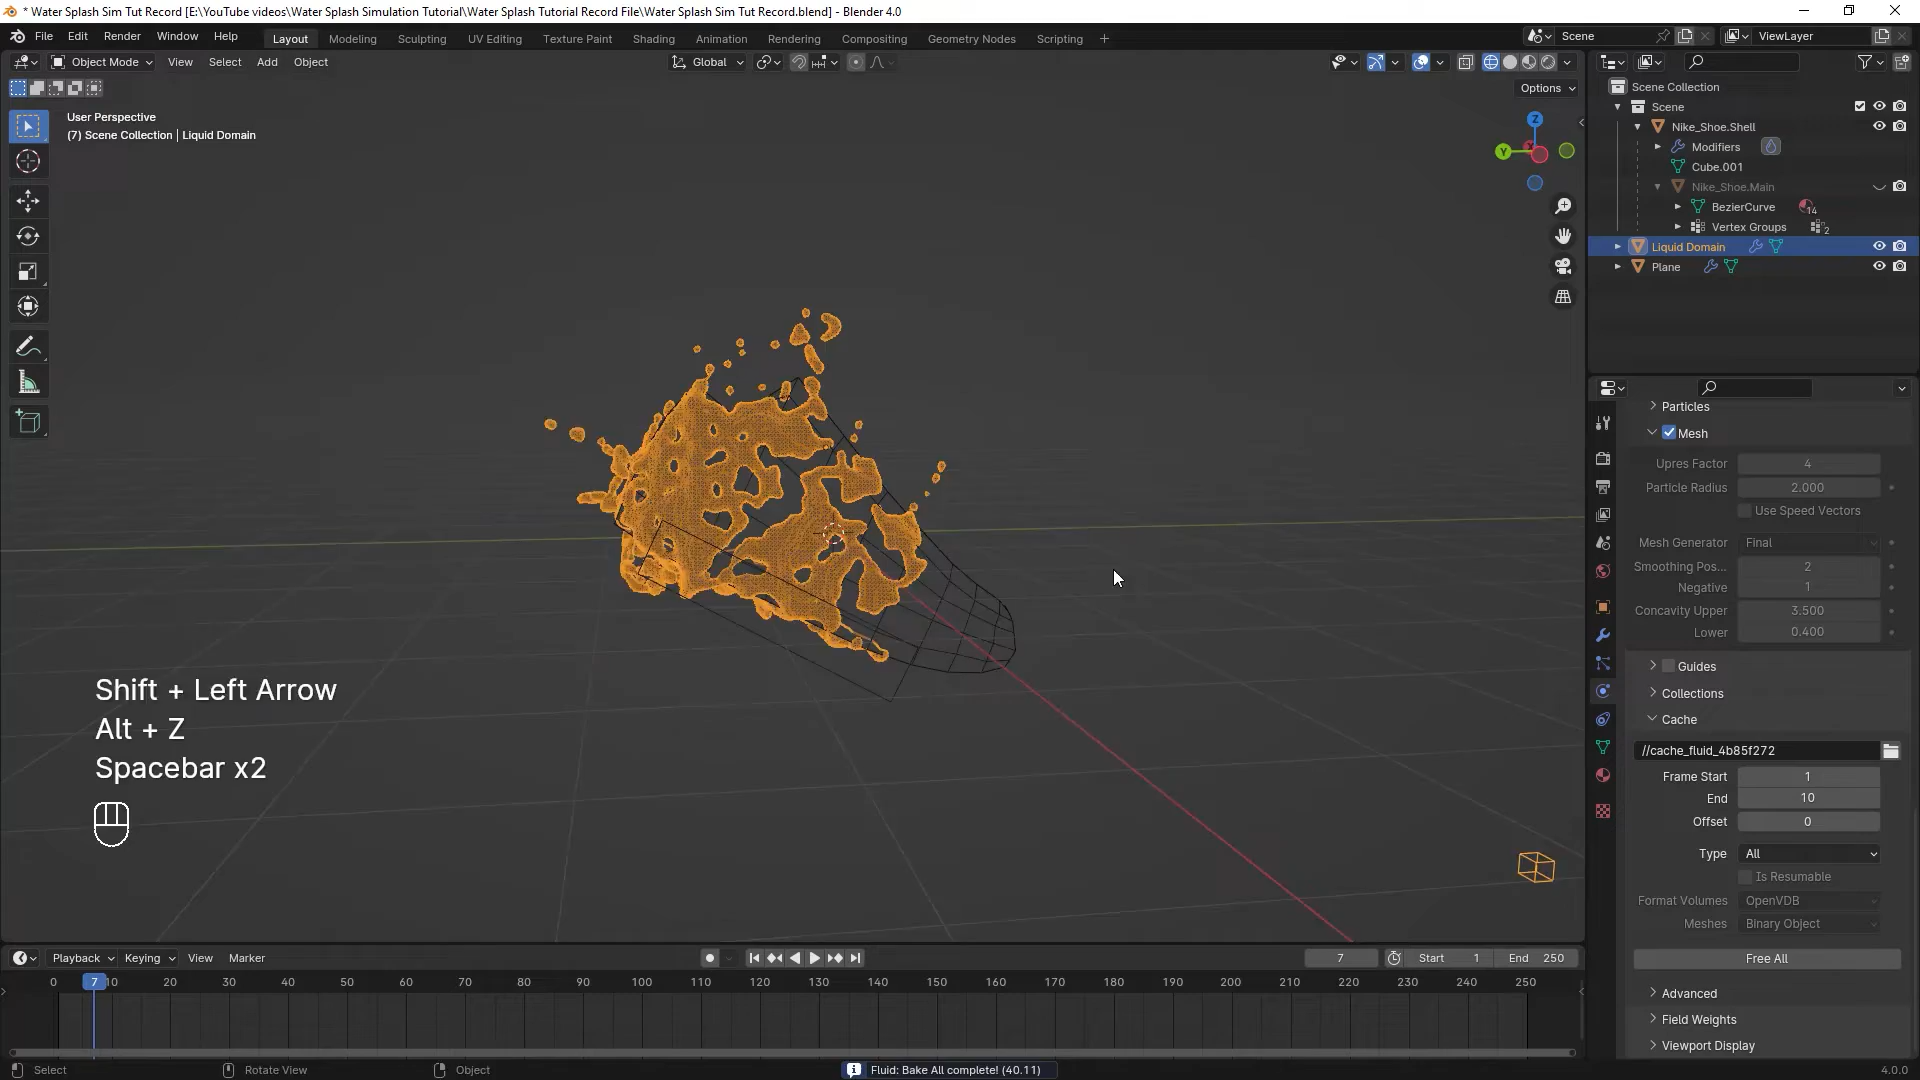 * Water Splash Sim Tut Record [E:\YouTube videos\Water Splash Simulation Tutorial\Water Splash Tutorial Record File\Water Splash Sim Tut Record.blend] - Blender 4.0
File Edit Render Window Help
Layout Modeling Sculpting UV Editing Texture Paint Shading Animation Rendering Compositing Geometry Nodes Scripting +
Scene
ViewLayer
Object Mode View Select Add Object
Global
Options
User Perspective
(7) Scene Collection | Liquid Domain
Z
Y
Scene Collection
Scene
Nike_Shoe.Shell
Modifiers
Cube.001
Nike_Shoe.Main
BezierCurve 14
Vertex Groups 2
Liquid Domain
Plane
Particles
Mesh
Upres Factor 4
Particle Radius 2.000
Use Speed Vectors
Mesh Generator Final
Smoothing Pos... 2
Negative 1
Concavity Upper 3.500
Lower 0.400
Guides
Collections
Cache
//cache_fluid_4b85f272
Frame Start 1
End 10
Offset 0
Type All
Is Resumable
Format Volumes OpenVDB
Meshes Binary Object
Free All
Advanced
Field Weights
Viewport Display
Shift + Left Arrow
Alt + Z
Spacebar x2
Playback Keying View Marker
7 Start 1 End 250
0 7 10 20 30 40 50 60 70 80 90 100 110 120 130 140 150 160 170 180 190 200 210 220 230 240 250
Select Rotate View Object
Fluid: Bake All complete! (40.11)
4.0.0